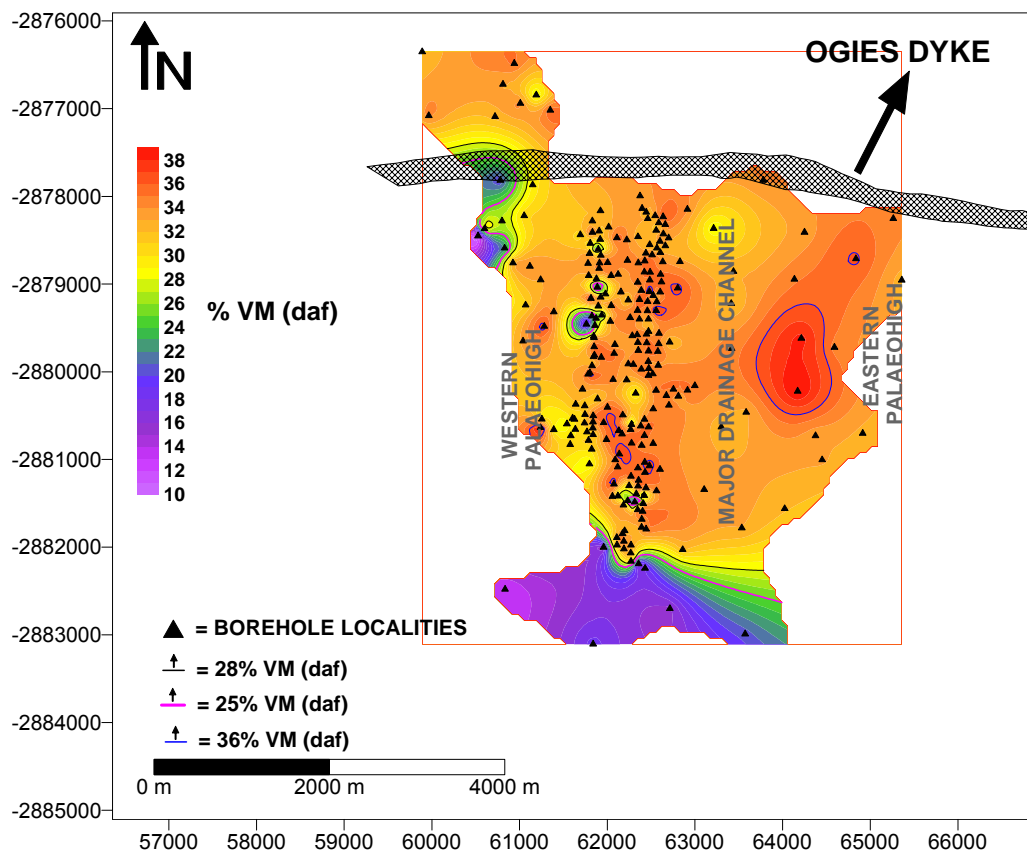 -2876000
-2877000
-2878000
-2879000
-2880000
-2881000
-2882000
-2883000
-2884000
-2885000
N
OGIES DYKE
38
36
34
32
30
28
26
24
22
20
18
16
14
12
10
% VM (daf)
WESTERN
PALAEOHIGH
MAJOR DRAINAGE CHANNEL
EASTERN
PALAEOHIGH
= BOREHOLE LOCALITIES
= 28% VM (daf)
= 25% VM (daf)
= 36% VM (daf)
0 m 2000 m 4000 m
57000 58000 59000 60000 61000 62000 63000 64000 65000 66000